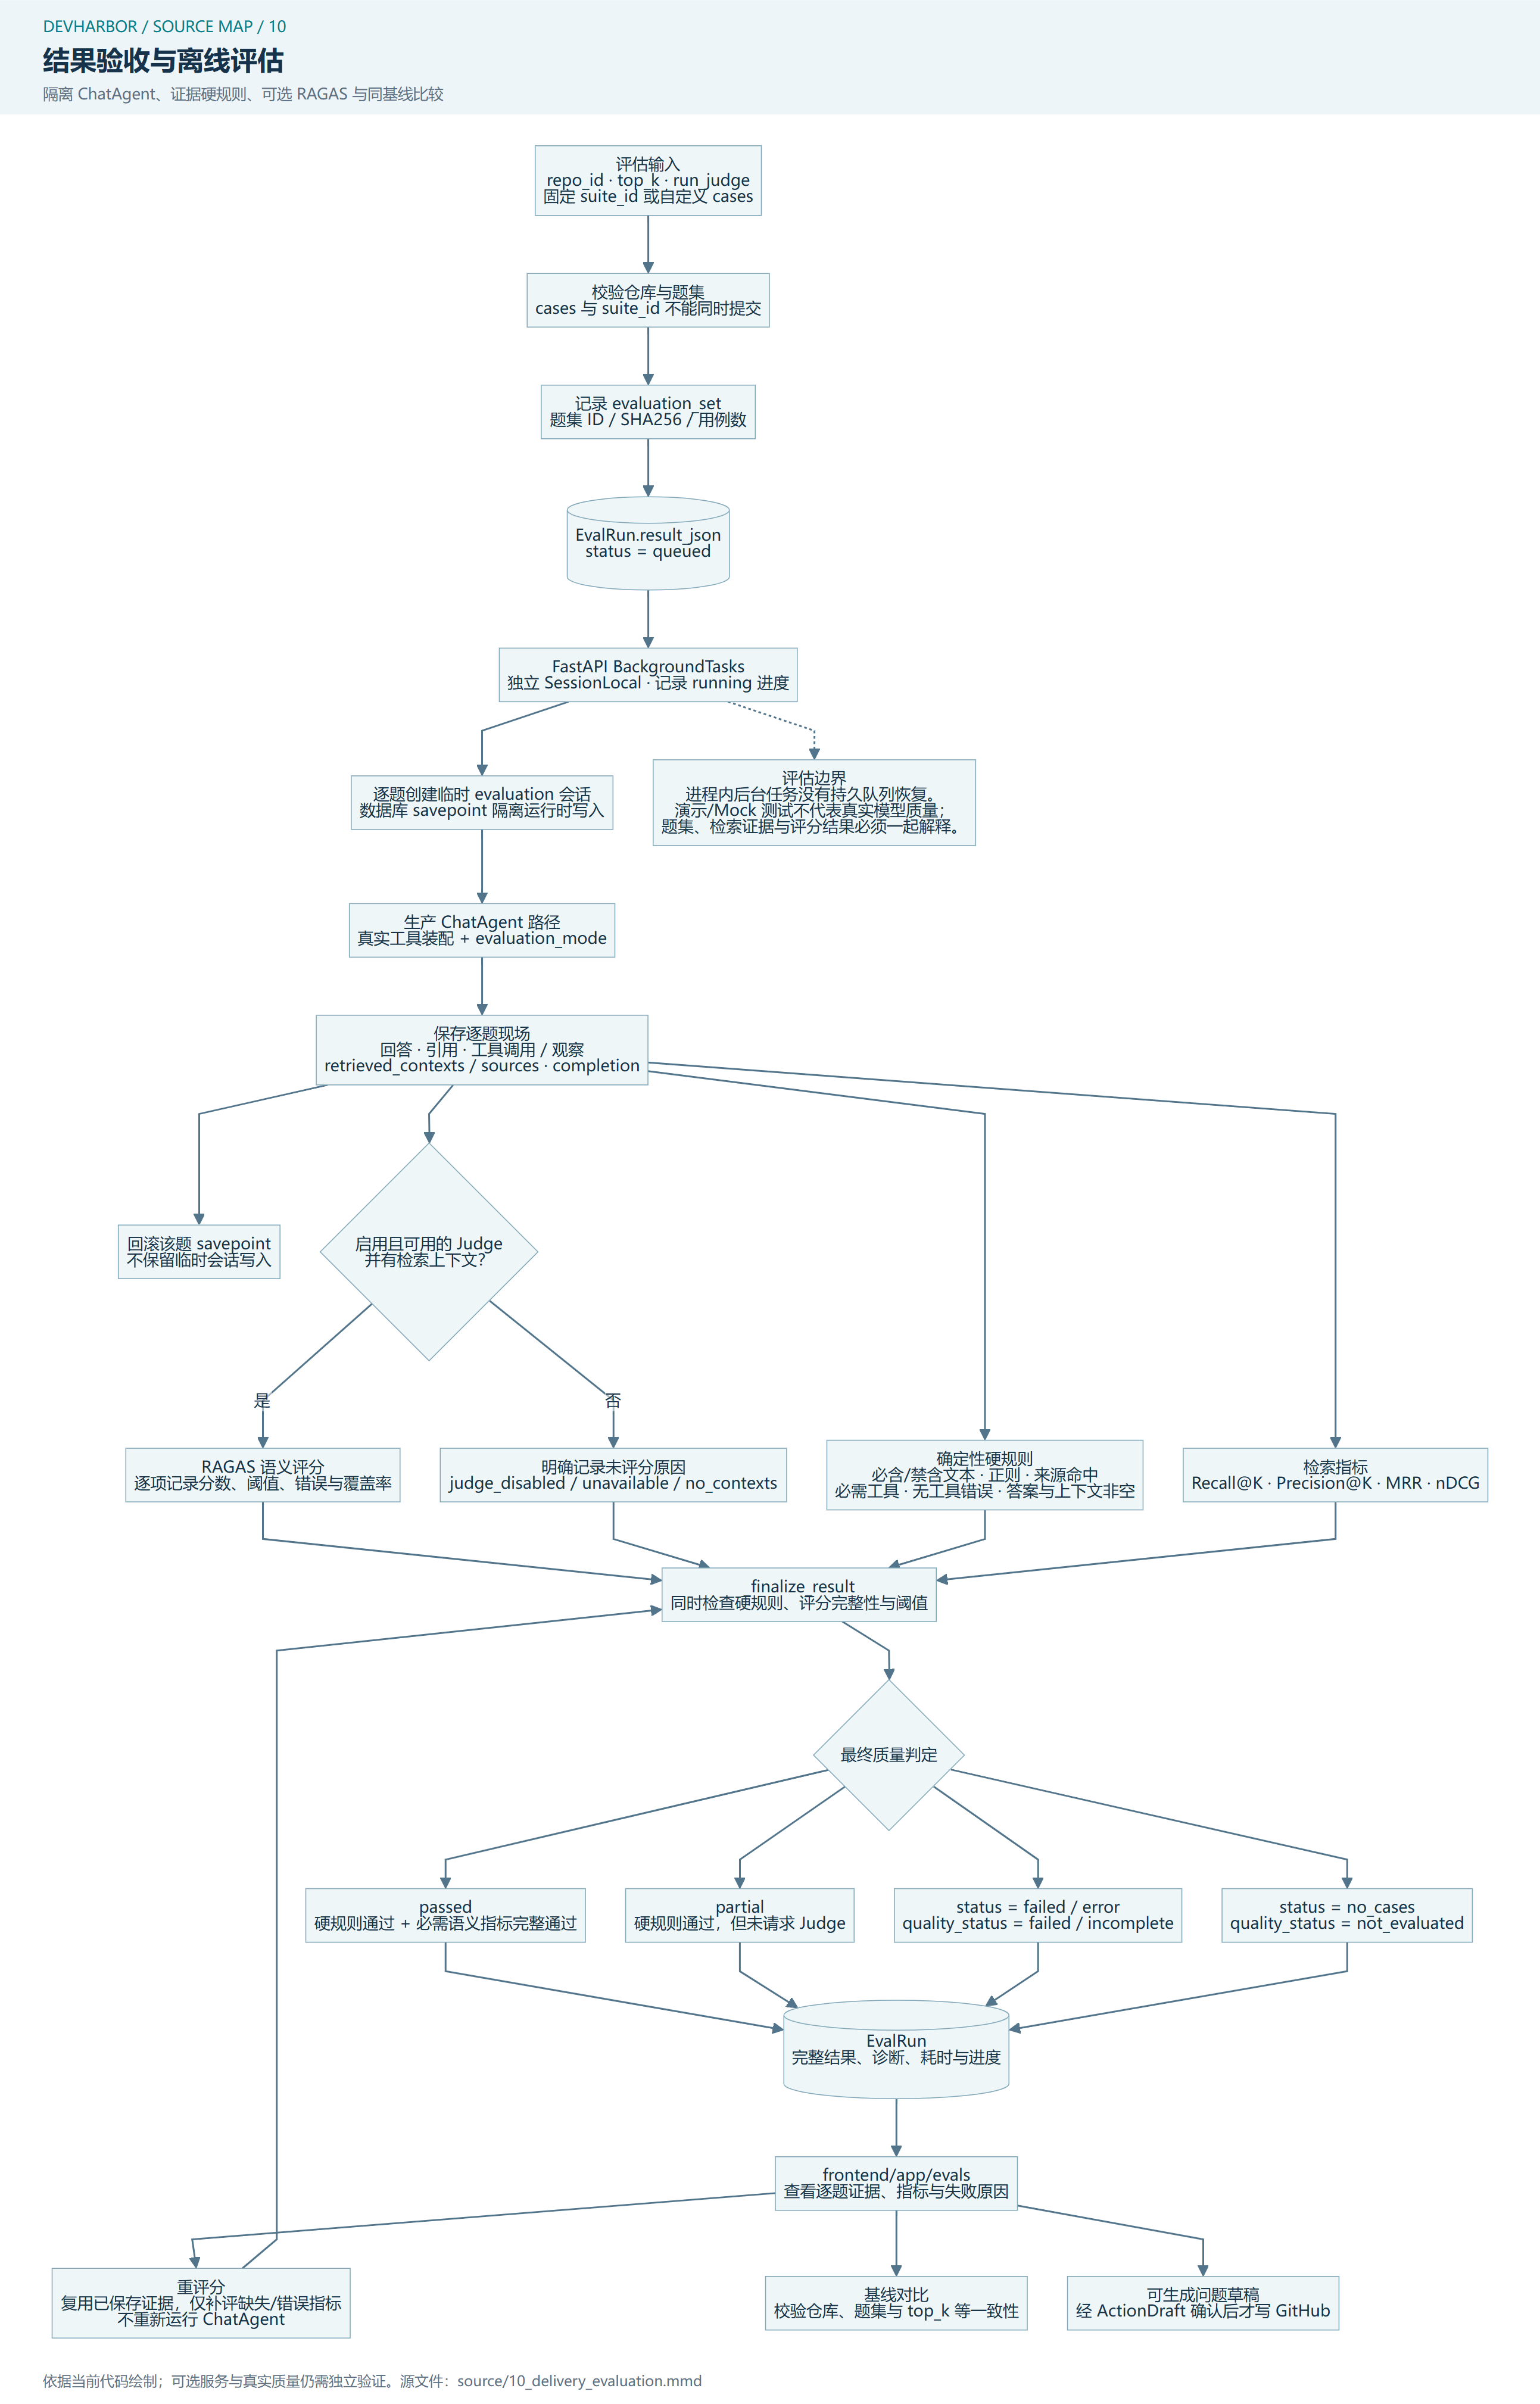 DEVHARBOR / SOURCE MAP / 10
结果验收与离线评估
隔离 ChatAgent、证据硬规则、可选 RAGAS 与同基线比较
评估输入
repo_id · top_k · run_judge
固定 suite_id 或自定义 cases
校验仓库与题集
cases 与 suite_id 不能同时提交
记录 evaluation_set
题集 ID / SHA256 / 用例数
EvalRun.result_json
status = queued
FastAPI BackgroundTasks
独立 SessionLocal · 记录 running 进度
逐题创建临时 evaluation 会话
数据库 savepoint 隔离运行时写入
评估边界
进程内后台任务没有持久队列恢复。
演示/Mock 测试不代表真实模型质量；
题集、检索证据与评分结果必须一起解释。
生产 ChatAgent 路径
真实工具装配 + evaluation_mode
保存逐题现场
回答 · 引用 · 工具调用 / 观察
retrieved_contexts / sources · completion
回滚该题 savepoint
不保留临时会话写入
启用且可用的 Judge
并有检索上下文？
是
否
RAGAS 语义评分
逐项记录分数、阈值、错误与覆盖率
明确记录未评分原因
judge_disabled / unavailable / no_contexts
确定性硬规则
必含/禁含文本 · 正则 · 来源命中
必需工具 · 无工具错误 · 答案与上下文非空
检索指标
Recall@K · Precision@K · MRR · nDCG
finalize_result
同时检查硬规则、评分完整性与阈值
最终质量判定
passed
硬规则通过 + 必需语义指标完整通过
partial
硬规则通过，但未请求 Judge
status = failed / error
quality_status = failed / incomplete
status = no_cases
quality_status = not_evaluated
EvalRun
完整结果、诊断、耗时与进度
frontend/app/evals
查看逐题证据、指标与失败原因
重评分
复用已保存证据，仅补评缺失/错误指标
不重新运行 ChatAgent
基线对比
校验仓库、题集与 top_k 等一致性
可生成问题草稿
经 ActionDraft 确认后才写 GitHub
依据当前代码绘制；可选服务与真实质量仍需独立验证。源文件：source/10_delivery_evaluation.mmd